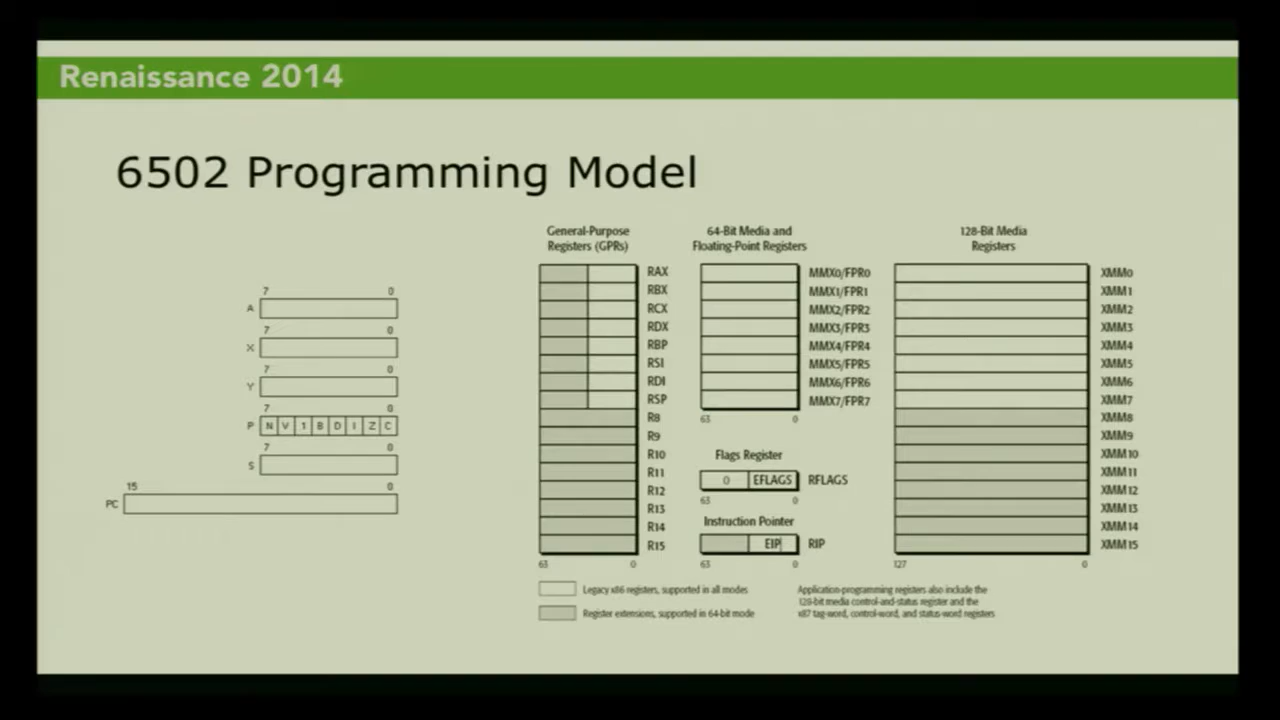 Renaissance 2014
6502 Programming Model
7 0
A
7 0
X
7 0
Y
7 0
P N V 1 B D I Z C
7 0
S
15 0
PC
General-Purpose
Registers (GPRs)
RAX
RBX
RCX
RDX
RBP
RSI
RDI
RSP
R8
R9
R10
R11
R12
R13
R14
R15
63 0
64-Bit Media and
Floating-Point Registers
MMX0/FPR0
MMX1/FPR1
MMX2/FPR2
MMX3/FPR3
MMX4/FPR4
MMX5/FPR5
MMX6/FPR6
MMX7/FPR7
63 0
Flags Register
0 EFLAGS RFLAGS
63 0
Instruction Pointer
EIP RIP
63 0
128-Bit Media
Registers
XMM0
XMM1
XMM2
XMM3
XMM4
XMM5
XMM6
XMM7
XMM8
XMM9
XMM10
XMM11
XMM12
XMM13
XMM14
XMM15
127 0
Legacy x86 registers, supported in all modes
Register extensions, supported in 64-bit mode
Application-programming registers also include the
128-bit media control-and-status register and the
x87 tag-word, control-word, and status-word registers